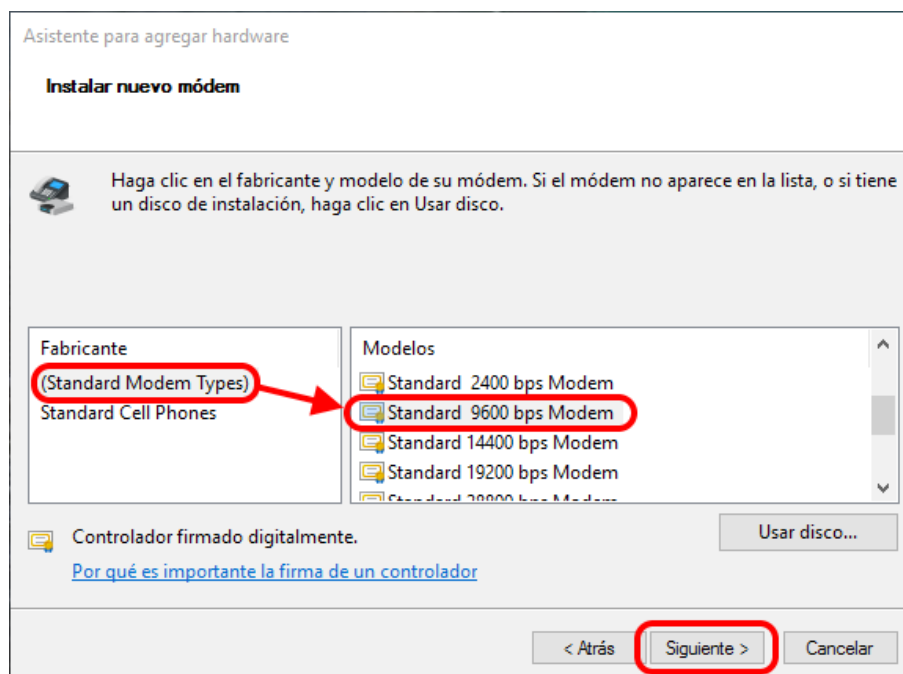 Asistente para agregar hardware
Instalar nuevo módem
Haga clic en el fabricante y modelo de su módem. Si el módem no aparece en la lista, o si tiene
un disco de instalación, haga clic en Usar disco.
Fabricante
(Standard Modem Types)
Standard Cell Phones
Modelos
Standard 2400 bps Modem
Standard 9600 bps Modem
Standard 14400 bps Modem
Standard 19200 bps Modem
Standard 28800 bps Modem
Controlador firmado digitalmente.
Usar disco...
Por qué es importante la firma de un controlador
< Atrás
Siguiente >
Cancelar